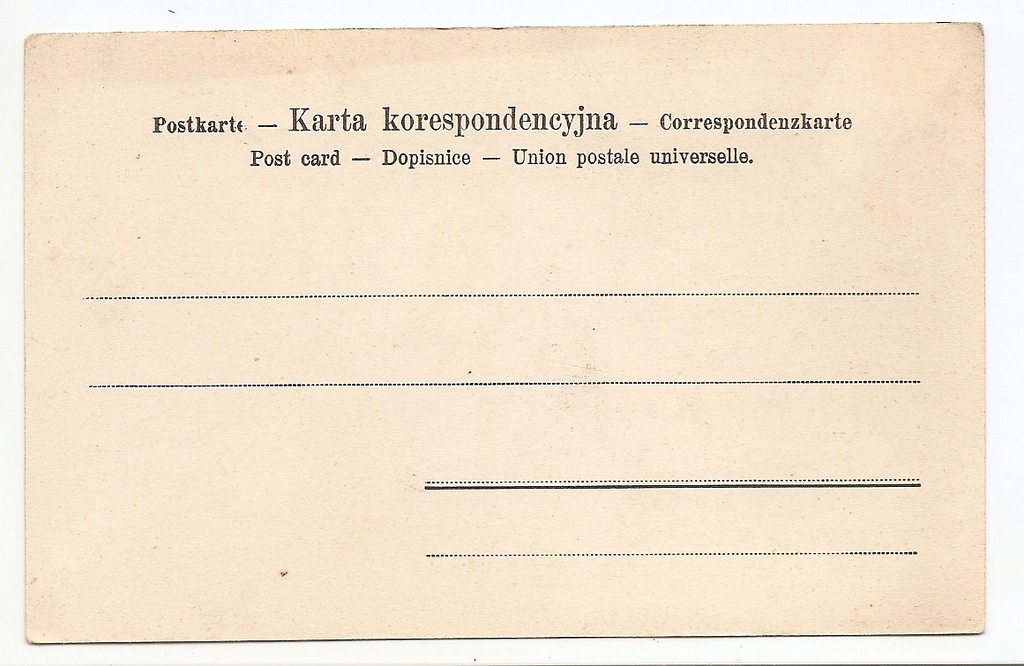 Postkarte — Karta korespondencyjna — Correspondenzkarte
Post card — Dopisnice — Union postale universelle.